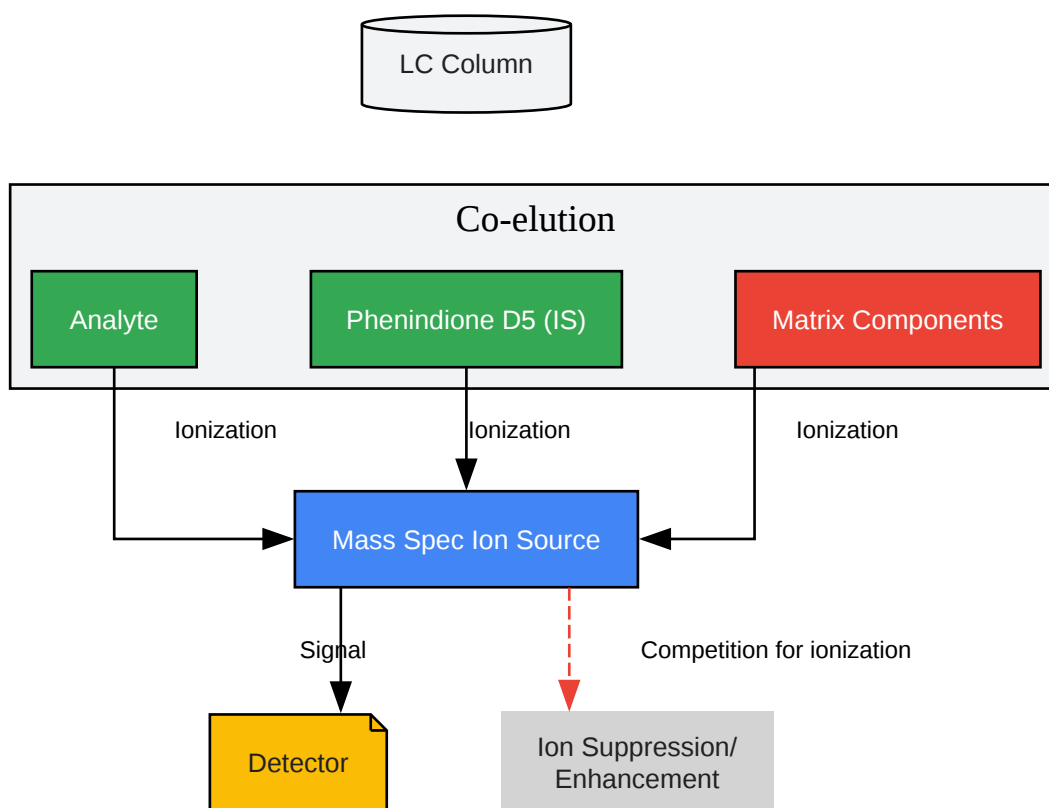 LC Column
Co-elution
Analyte
Phenindione D5 (IS)
Matrix Components
Ionization
Ionization
Ionization
Mass Spec Ion Source
Signal
Competition for ionization
Detector
Ion Suppression/
Enhancement